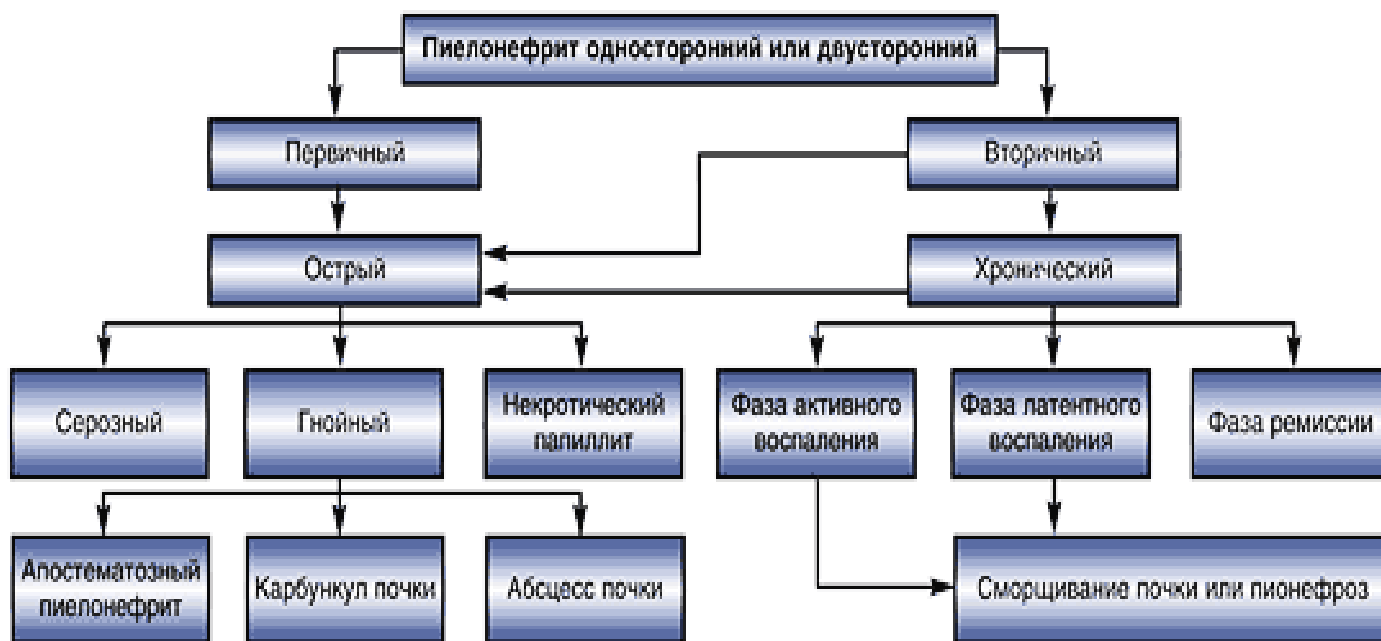 Пиелонефрит односторонний или двусторонний
Первичный
Вторичный
Острый
Хронический
Серозный
Гнойный
Некротический
папиллит
Фаза активного
воспаления
Фаза латентного
воспаления
Фаза ремиссии
Апостематозный
пиелонефрит
Карбункул почки
Абсцесс почки
Сморщивание почки или пионефроз